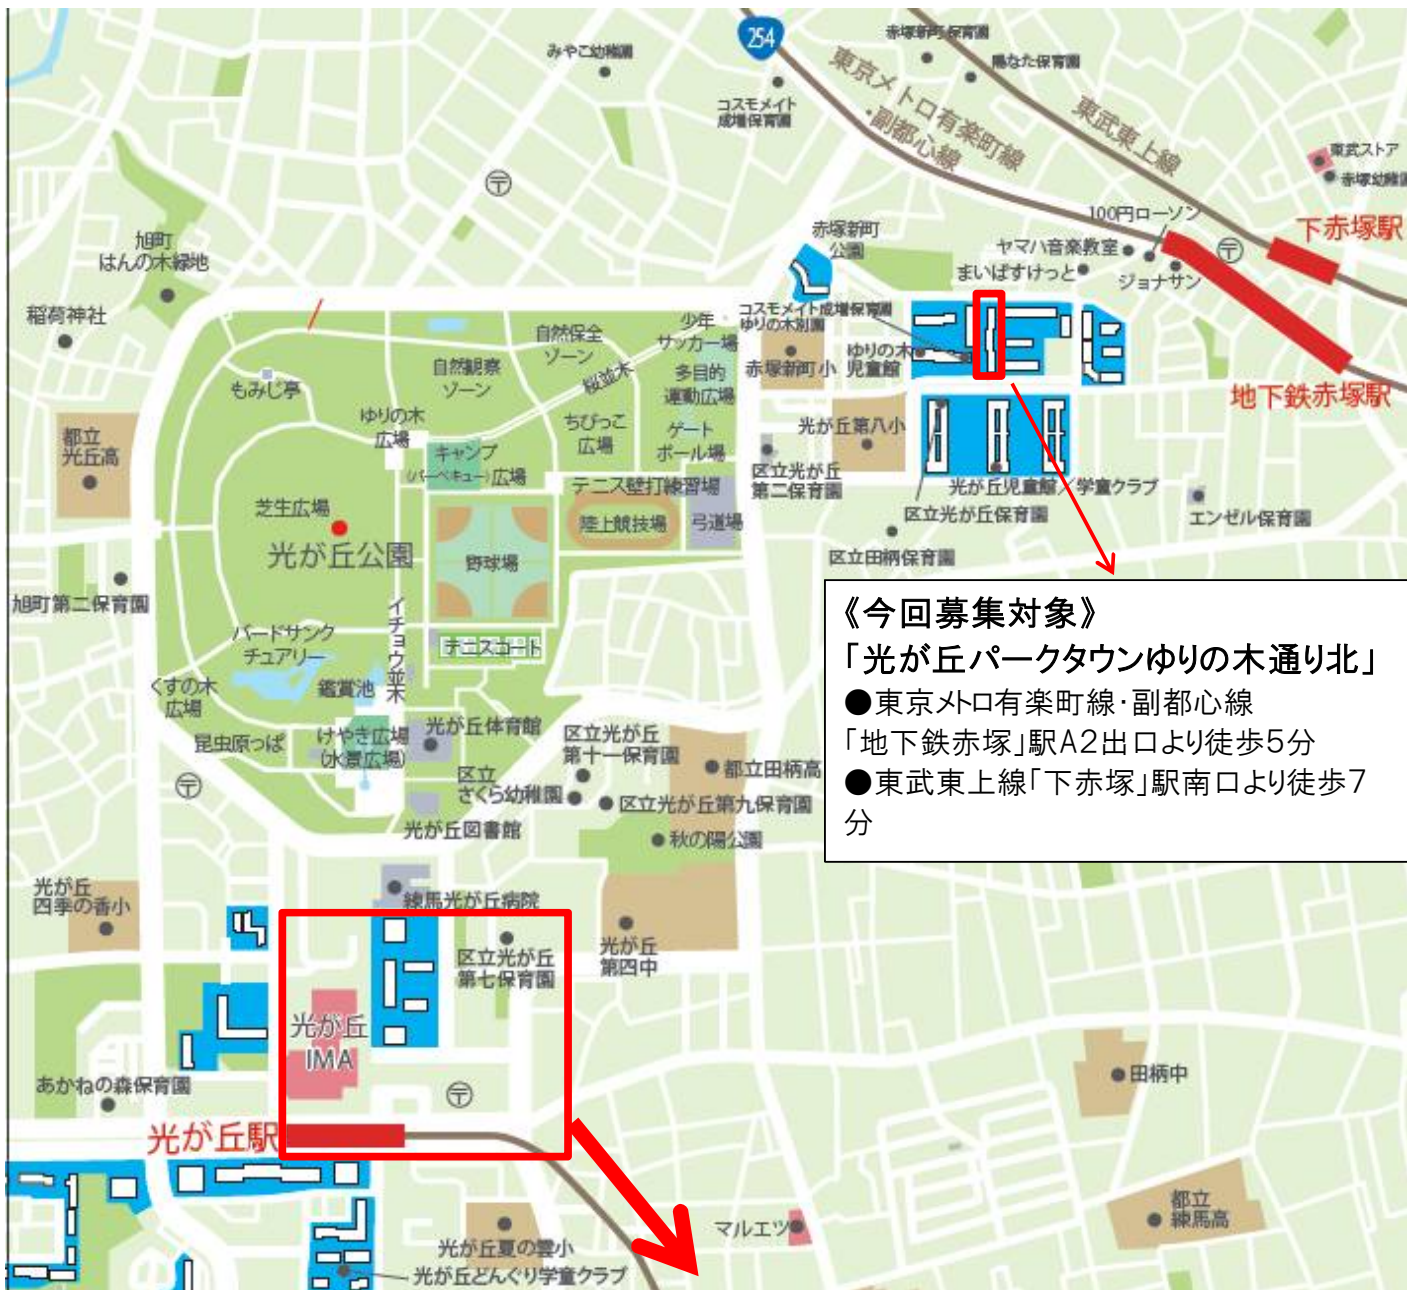 254
赤塚新町保育園
陽なた保育園
みやこ幼稚園
コスモメイト
成増保育園
東京メトロ有楽町線
・副都心線
東武東上線
東武ストア
赤塚幼稚園
下赤塚駅
100円ローソン
ヤマハ音楽教室
まいばすけっと
ジョナサン
地下鉄赤塚駅
赤塚新町
公園
旭町
はんの木緑地
稲荷神社
コスモメイト成増保育園
ゆりの木別園
ゆりの木
児童館
赤塚新町小
少年
サッカー場
自然保全
ゾーン
桜並木
自然観察
ゾーン
多目的
運動広場
もみじ亭
ゆりの木
広場
ちびっこ
広場
ゲート
ボール場
都立
光丘高
キャンプ
(バーベキュー)広場
光が丘第八小
区立光が丘
第二保育園
光が丘児童館/学童クラブ
区立光が丘保育園
エンゼル保育園
区立田柄保育園
テニス壁打練習場
陸上競技場
弓道場
芝生広場
光が丘公園
野球場
旭町第二保育園
イチョウ並木
テニスコート
バードサンク
チュアリー
鑑賞池
くすの木
広場
昆虫原っぱ
けやき広場
(水景広場)
光が丘体育館
区立光が丘
第十一保育園
都立田柄高
区立
さくら幼稚園
区立光が丘第九保育園
光が丘図書館
秋の陽公園
《今回募集対象》
「光が丘パークタウンゆりの木通り北」
●東京メトロ有楽町線・副都心線
「地下鉄赤塚」駅A2出口より徒歩5分
●東武東上線「下赤塚」駅南口より徒歩7
分
光が丘
四季の香小
練馬光が丘病院
区立光が丘
第七保育園
光が丘
第四中
光が丘
IMA
あかねの森保育園
光が丘駅
田柄中
都立
練馬高
マルエツ
光が丘夏の雲小
光が丘どんぐり学童クラブ